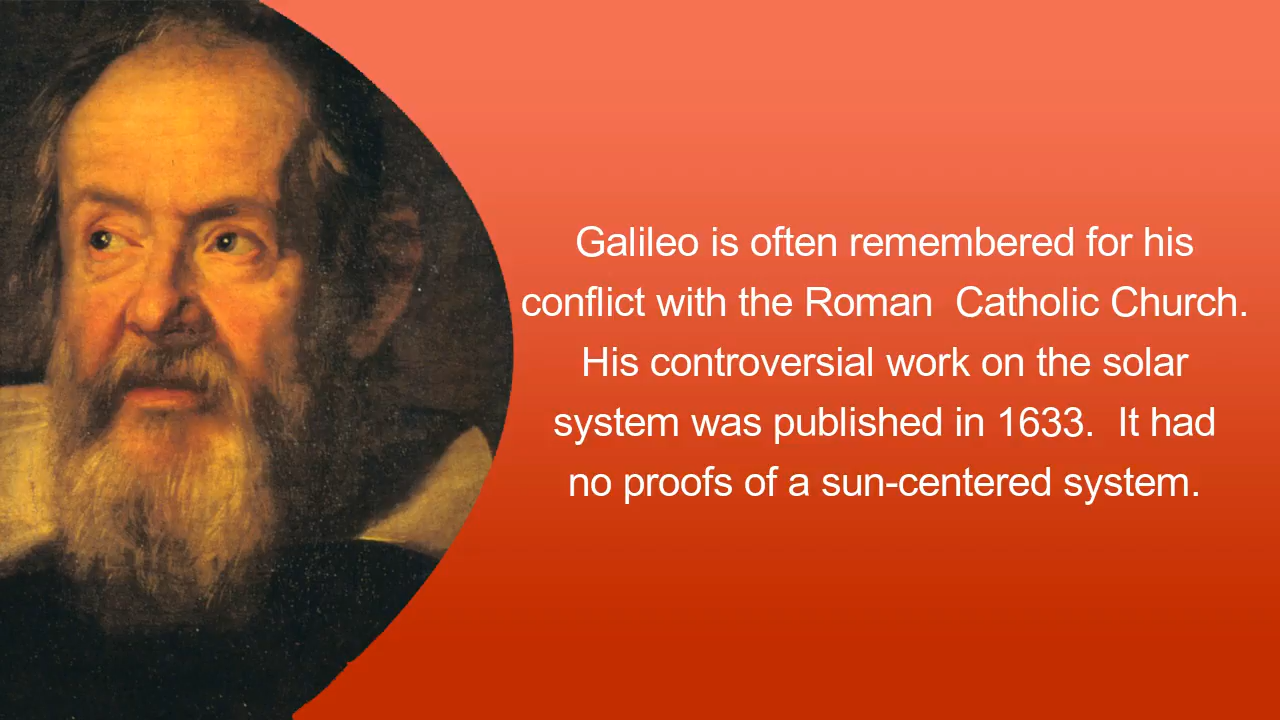 Galileo is often remembered for his
conflict with the Roman  Catholic Church.
His controversial work on the solar
system was published in 1633.  It had
no proofs of a sun-centered system.